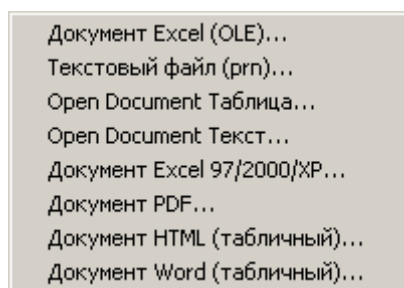 Документ Excel (OLE)...
Текстовый файл (prn)...
Open Document Таблица...
Open Document Текст...
Документ Excel 97/2000/XP...
Документ PDF...
Документ HTML (табличный)...
Документ Word (табличный)...